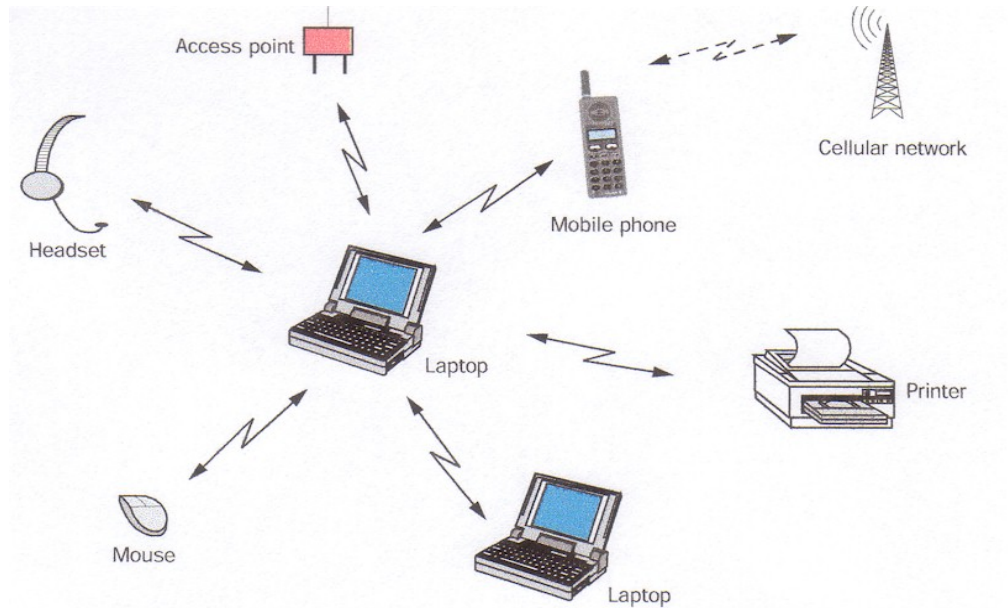 Access point
Cellular network
Mobile phone
Headset
Laptop
Printer
Mouse
Laptop